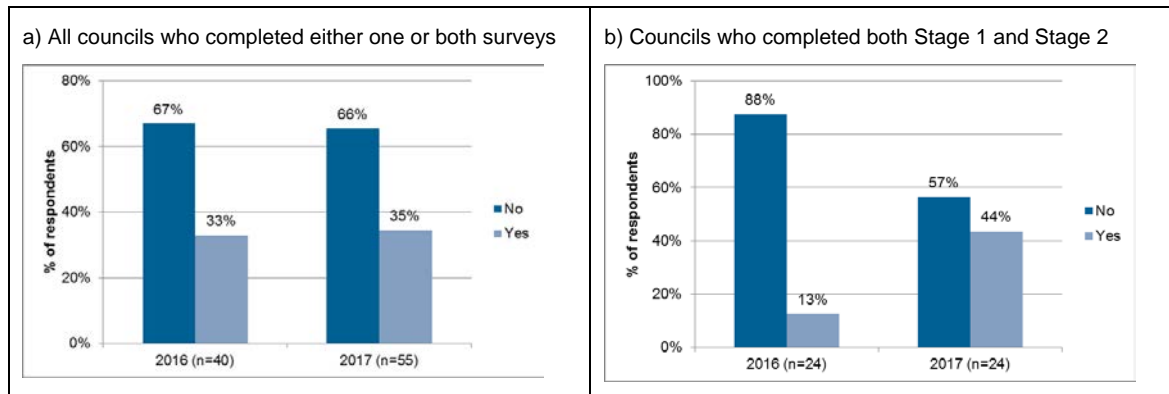 a) All councils who completed either one or both surveys
80%
67%
66%
60%
40%
33%
35%
20%
0%
% of respondents
No
Yes
2016 (n=40)
2017 (n=55)
b) Councils who completed both Stage 1 and Stage 2
100%
88%
80%
60%
57%
44%
40%
20%
13%
0%
% of respondents
No
Yes
2016 (n=24)
2017 (n=24)